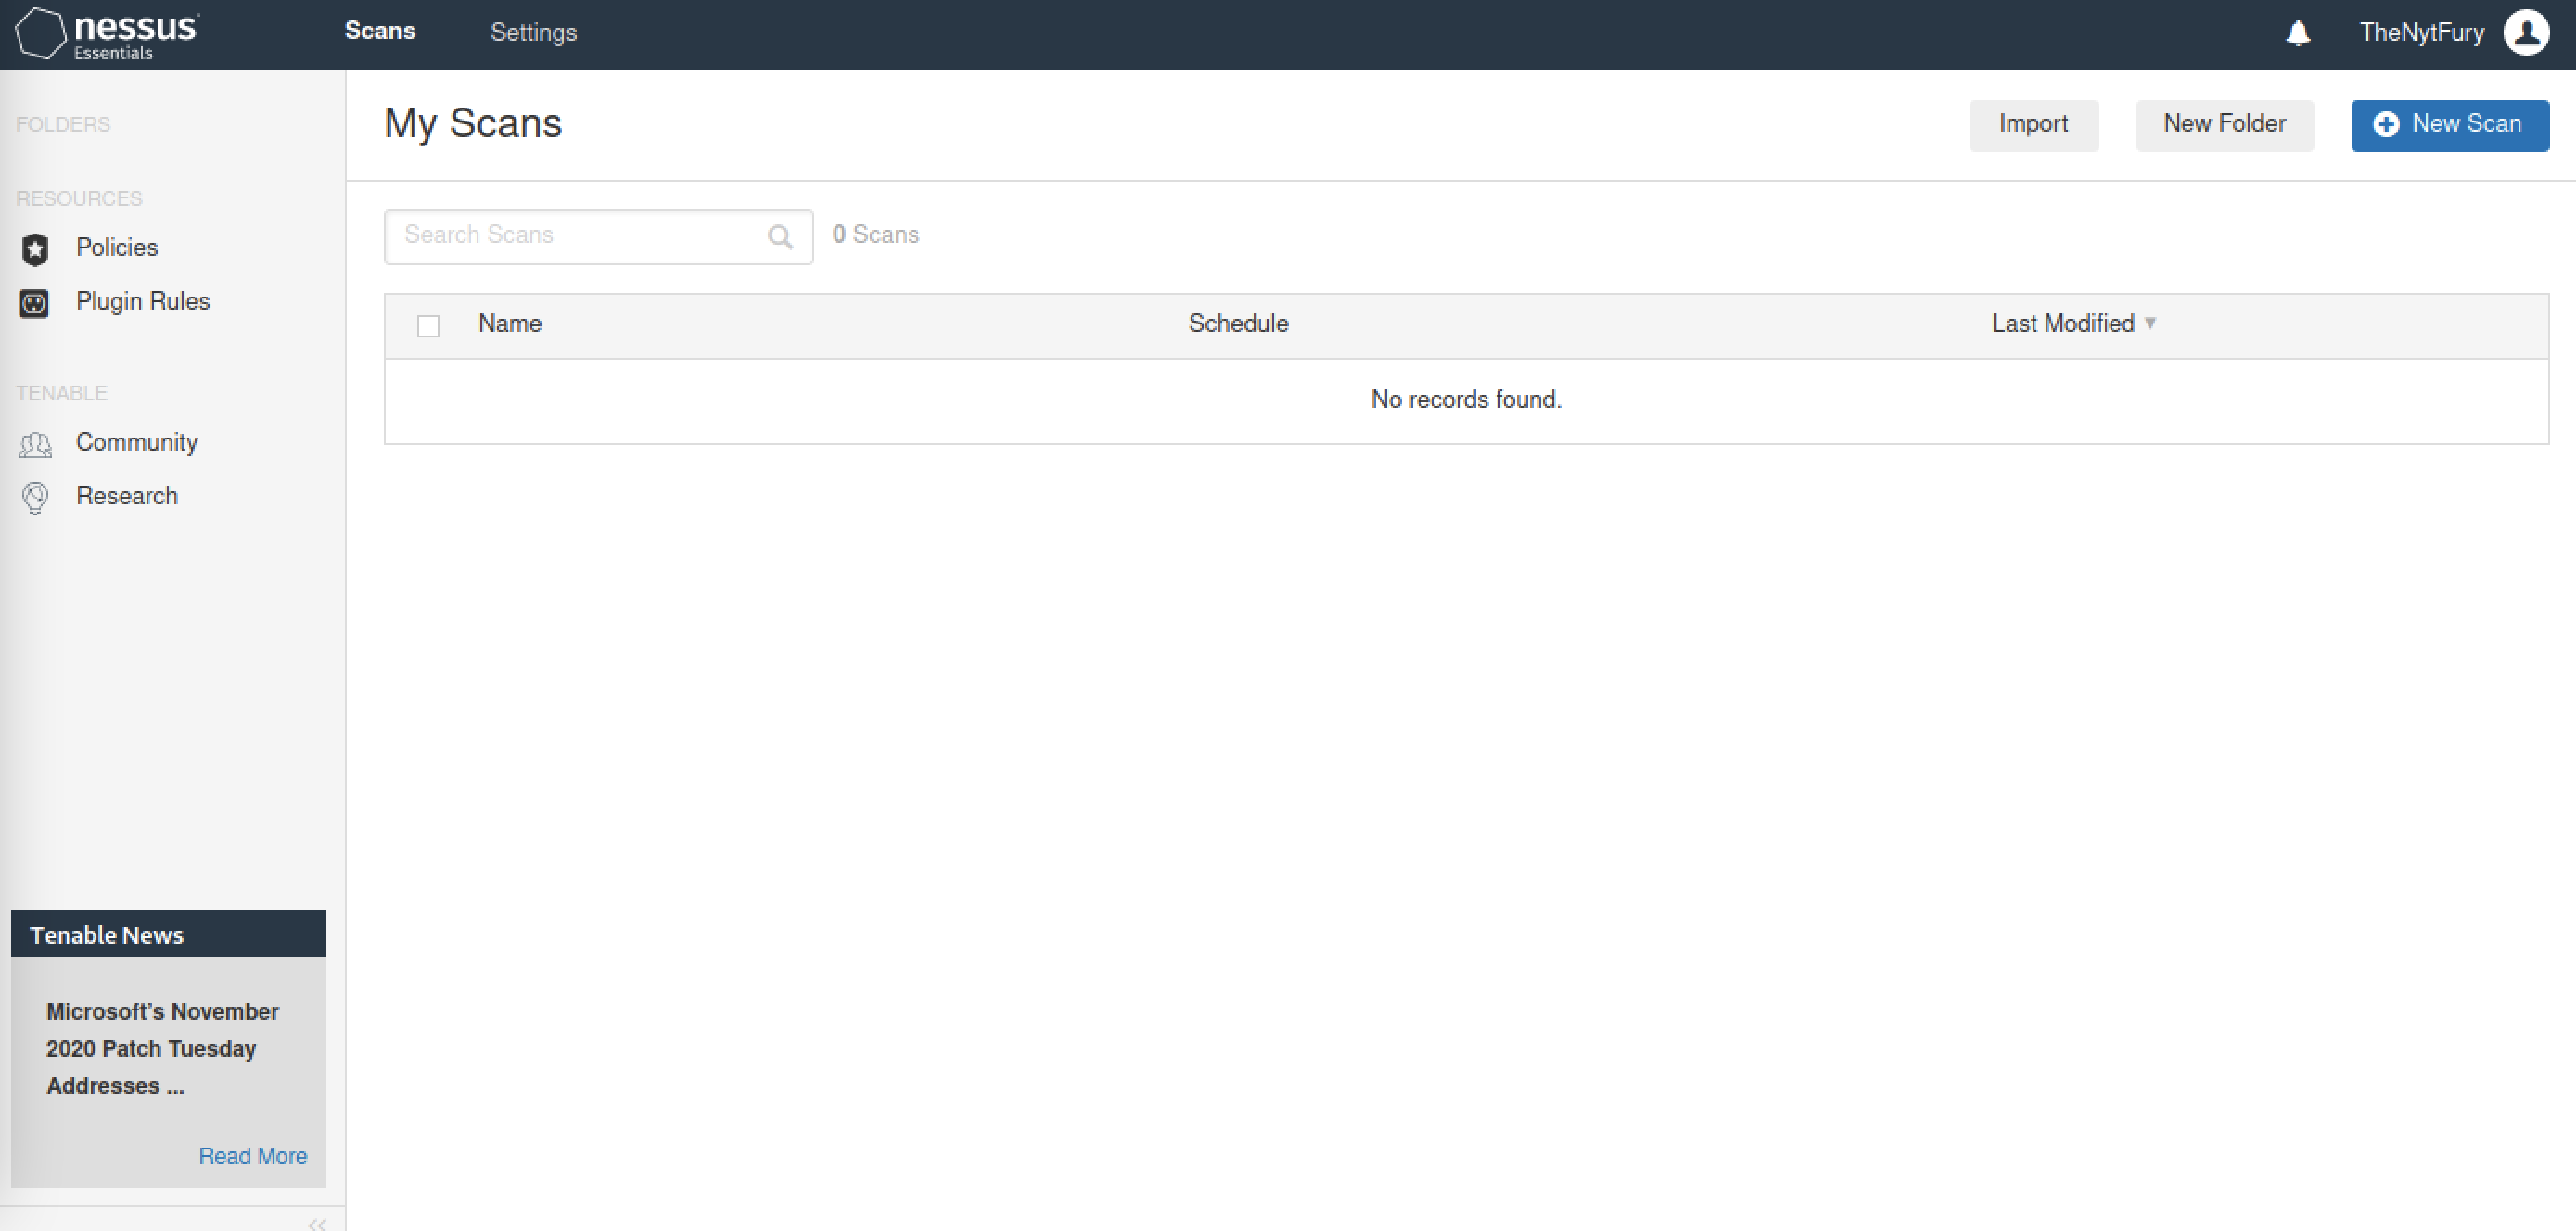 nessus
Essentials
Scans
Settings
TheNytFury
FOLDERS
RESOURCES
Policies
Plugin Rules
TENABLE
Community
Research
Tenable News
Microsoft's November
2020 Patch Tuesday
Addresses ...
Read More
My Scans
Import
New Folder
New Scan
Search Scans
0 Scans
Name
Schedule
Last Modified
No records found.